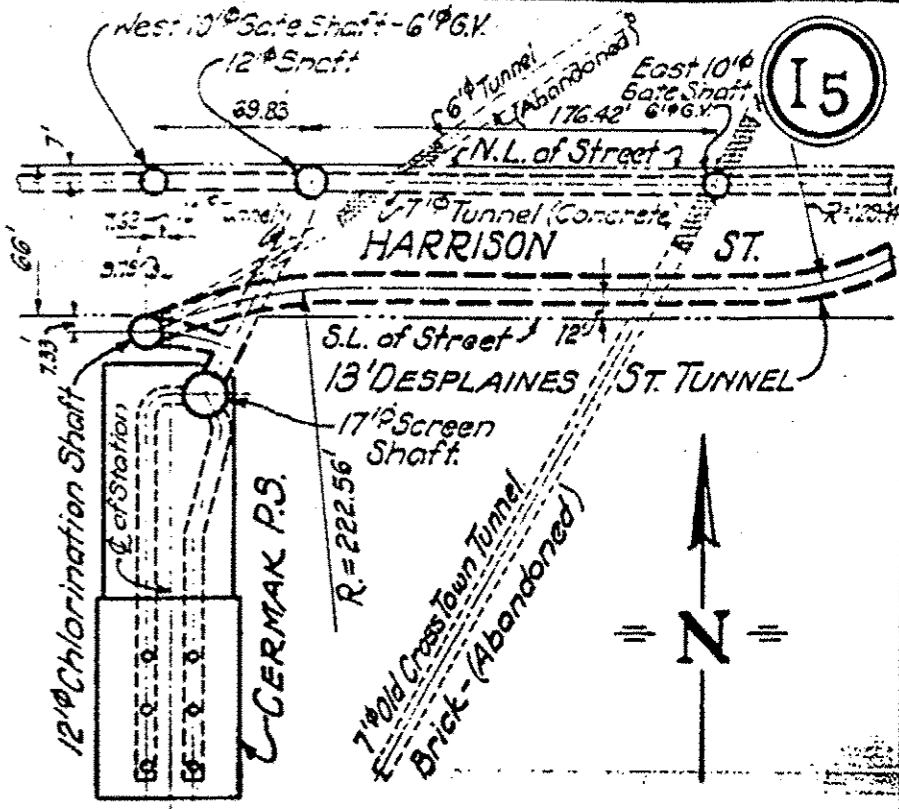 West 10'ϕ Gate Shaft - 6'ϕ G.V.
12'ϕ Shaft
6'ϕ Tunnel
(Abandoned)
East 10'ϕ
Gate Shaft
6'ϕ G.V.
I5
69.83'
176.42'
7'
N.L. of Street
7'ϕ Tunnel (Concrete)
HARRISON ST.
66'
9.75'
7.33'
S.L. of Street
12'
13' DESPLAINES ST. TUNNEL
17'ϕ Screen
Shaft.
12'ϕ Chlorination Shaft
℄ of Station
R.=222.56'
CERMAK P.S.
7'ϕ Old Cross Town Tunnel
Brick-(Abandoned)
N